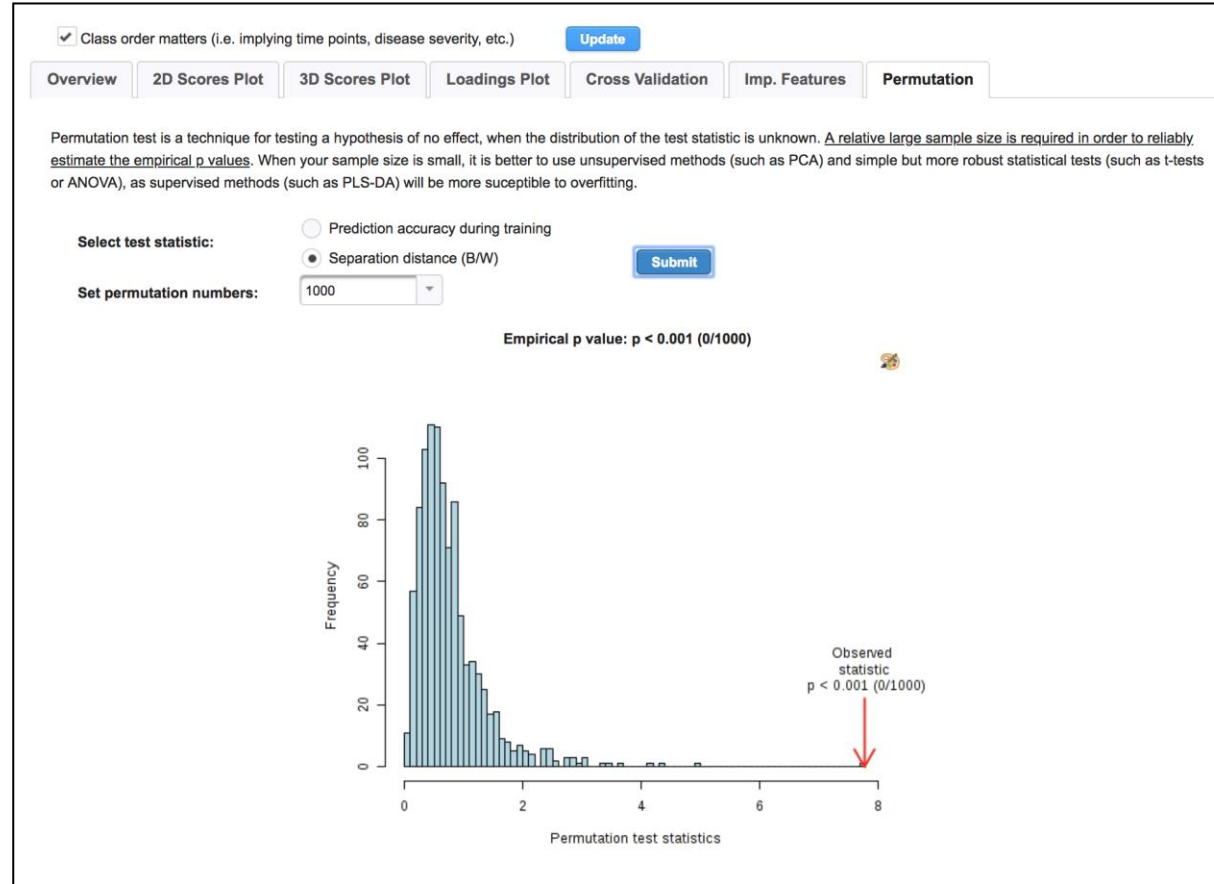 Class order matters (i.e. implying time points, disease severity, etc.) Update
Overview 2D Scores Plot 3D Scores Plot Loadings Plot Cross Validation Imp. Features Permutation
Permutation test is a technique for testing a hypothesis of no effect, when the distribution of the test statistic is unknown. A relative large sample size is required in order to reliably
estimate the empirical p values. When your sample size is small, it is better to use unsupervised methods (such as PCA) and simple but more robust statistical tests (such as t-tests
or ANOVA), as supervised methods (such as PLS-DA) will be more suceptible to overfitting.
Select test statistic:
Prediction accuracy during training
Separation distance (B/W)
Submit
Set permutation numbers: 1000
Empirical p value: p < 0.001 (0/1000)
Frequency
100
80
60
40
20
0
Observed
statistic
p < 0.001 (0/1000)
0 2 4 6 8
Permutation test statistics